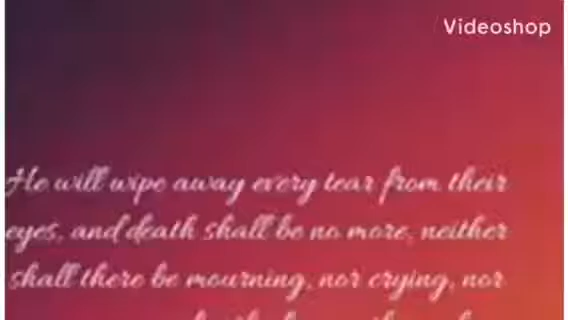 Videoshop
He will wipe away every tear from their
eyes, and death shall be no more, neither
shall there be mourning, nor crying, nor